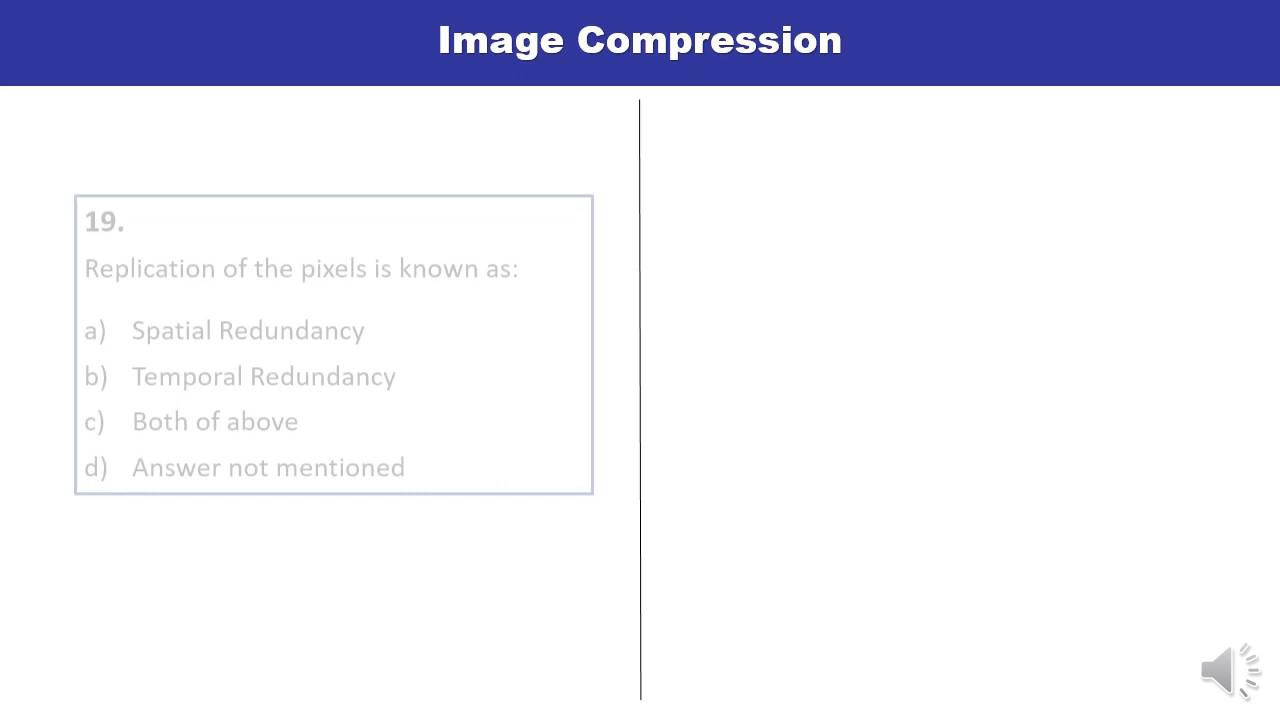 Image Compression
19.
Replication of the pixels is known as:
a) Spatial Redundancy
b) Temporal Redundancy
c) Both of above
d) Answer not mentioned